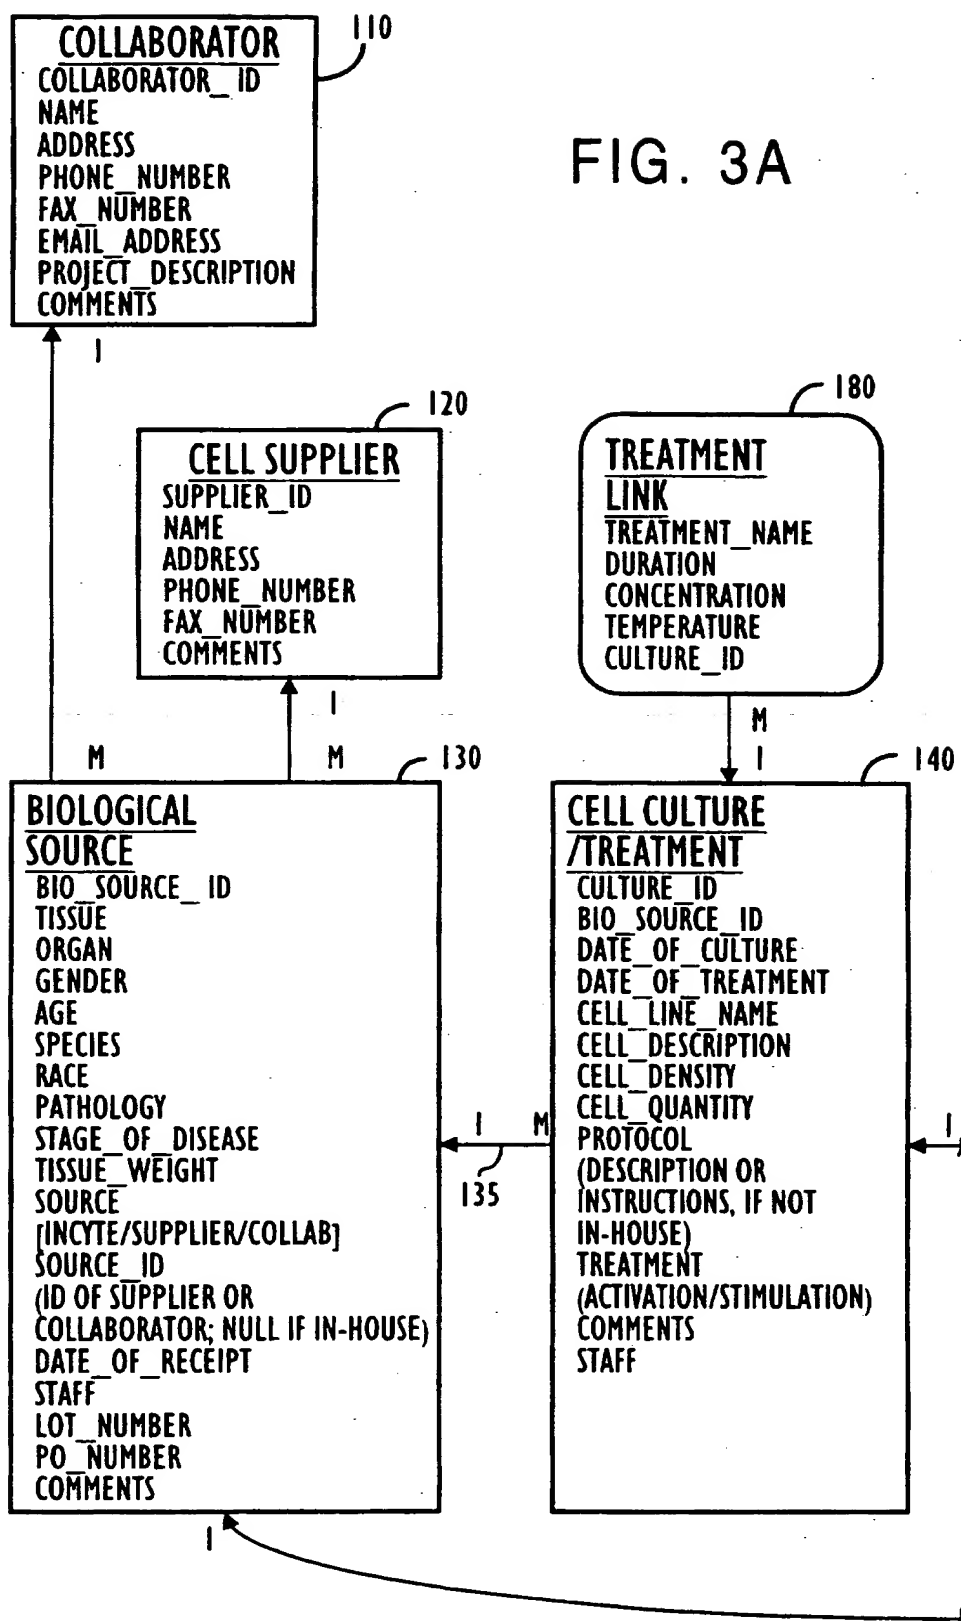 110
COLLABORATOR
COLLABORATOR_ ID
NAME
ADDRESS
PHONE_NUMBER
FAX_NUMBER
EMAIL_ADDRESS
PROJECT_DESCRIPTION
COMMENTS
FIG. 3A
1
120
CELL SUPPLIER
SUPPLIER_ID
NAME
ADDRESS
PHONE_NUMBER
FAX_NUMBER
COMMENTS
1
M
M
180
TREATMENT
LINK
TREATMENT_NAME
DURATION
CONCENTRATION
TEMPERATURE
CULTURE_ID
M
1
130
BIOLOGICAL
SOURCE
BIO_SOURCE_ ID
TISSUE
ORGAN
GENDER
AGE
SPECIES
RACE
PATHOLOGY
STAGE_OF_DISEASE
TISSUE_WEIGHT
SOURCE
[INCYTE/SUPPLIER/COLLAB]
SOURCE_ID
(ID OF SUPPLIER OR
COLLABORATOR; NULL IF IN-HOUSE)
DATE_OF_RECEIPT
STAFF
LOT_NUMBER
PO_NUMBER
COMMENTS
1
1
M
135
140
CELL CULTURE
/TREATMENT
CULTURE_ID
BIO_SOURCE_ID
DATE_OF_CULTURE
DATE_OF_TREATMENT
CELL_LINE_NAME
CELL_DESCRIPTION
CELL_DENSITY
CELL_QUANTITY
PROTOCOL
(DESCRIPTION OR
INSTRUCTIONS, IF NOT
IN-HOUSE)
TREATMENT
(ACTIVATION/STIMULATION)
COMMENTS
STAFF
1